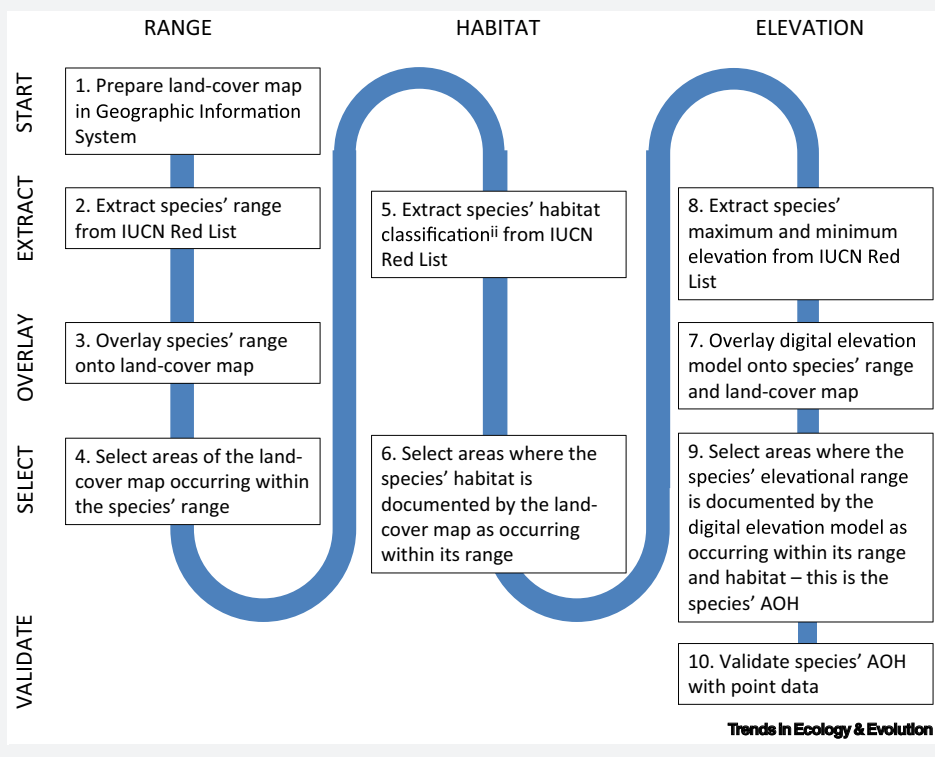 RANGE
HABITAT
ELEVATION
START
1. Prepare land-cover map
in Geographic Information
System
EXTRACT
2. Extract species’ range
from IUCN Red List
5. Extract species’ habitat
classificationⁱⁱ from IUCN
Red List
8. Extract species’
maximum and minimum
elevation from IUCN Red
List
OVERLAY
3. Overlay species’ range
onto land-cover map
7. Overlay digital elevation
model onto species’ range
and land-cover map
SELECT
4. Select areas of the land-
cover map occurring within
the species’ range
6. Select areas where the
species’ habitat is
documented by the land-
cover map as occurring
within its range
9. Select areas where the
species’ elevational range
is documented by the
digital elevation model as
occurring within its range
and habitat – this is the
species’ AOH
VALIDATE
10. Validate species’ AOH
with point data
Trends in Ecology & Evolution